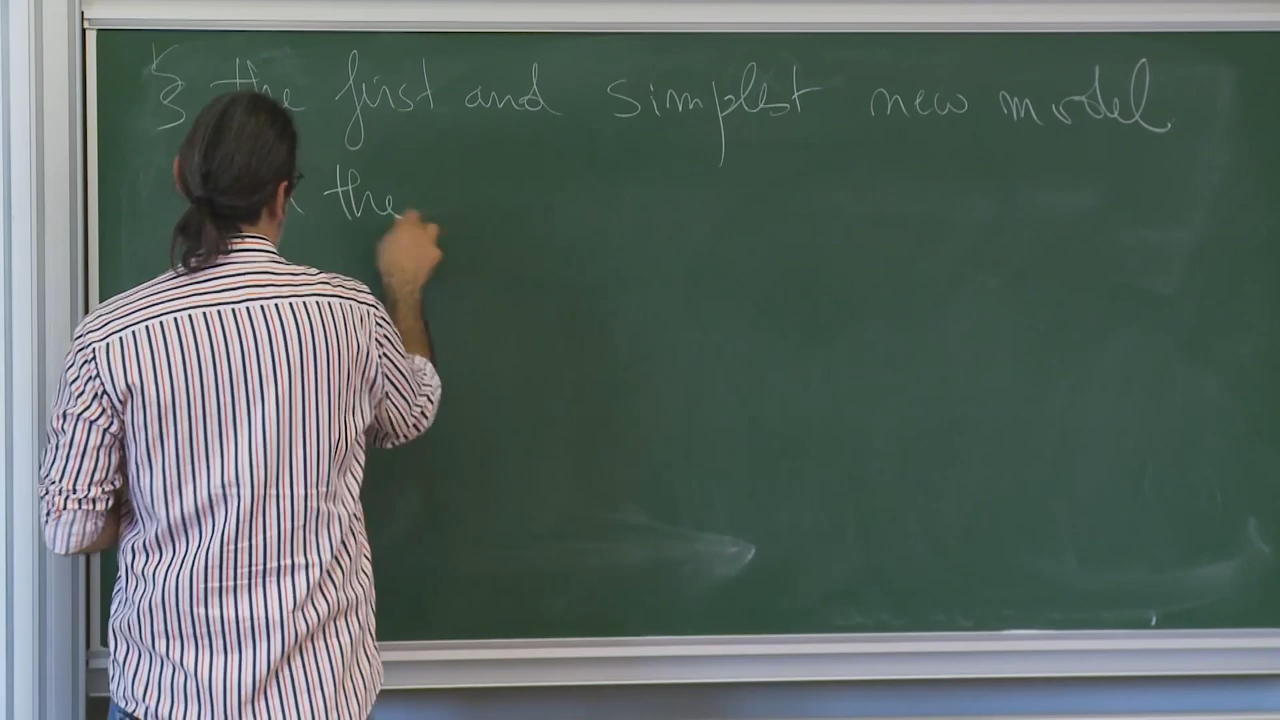 § the first and simplest new model
the